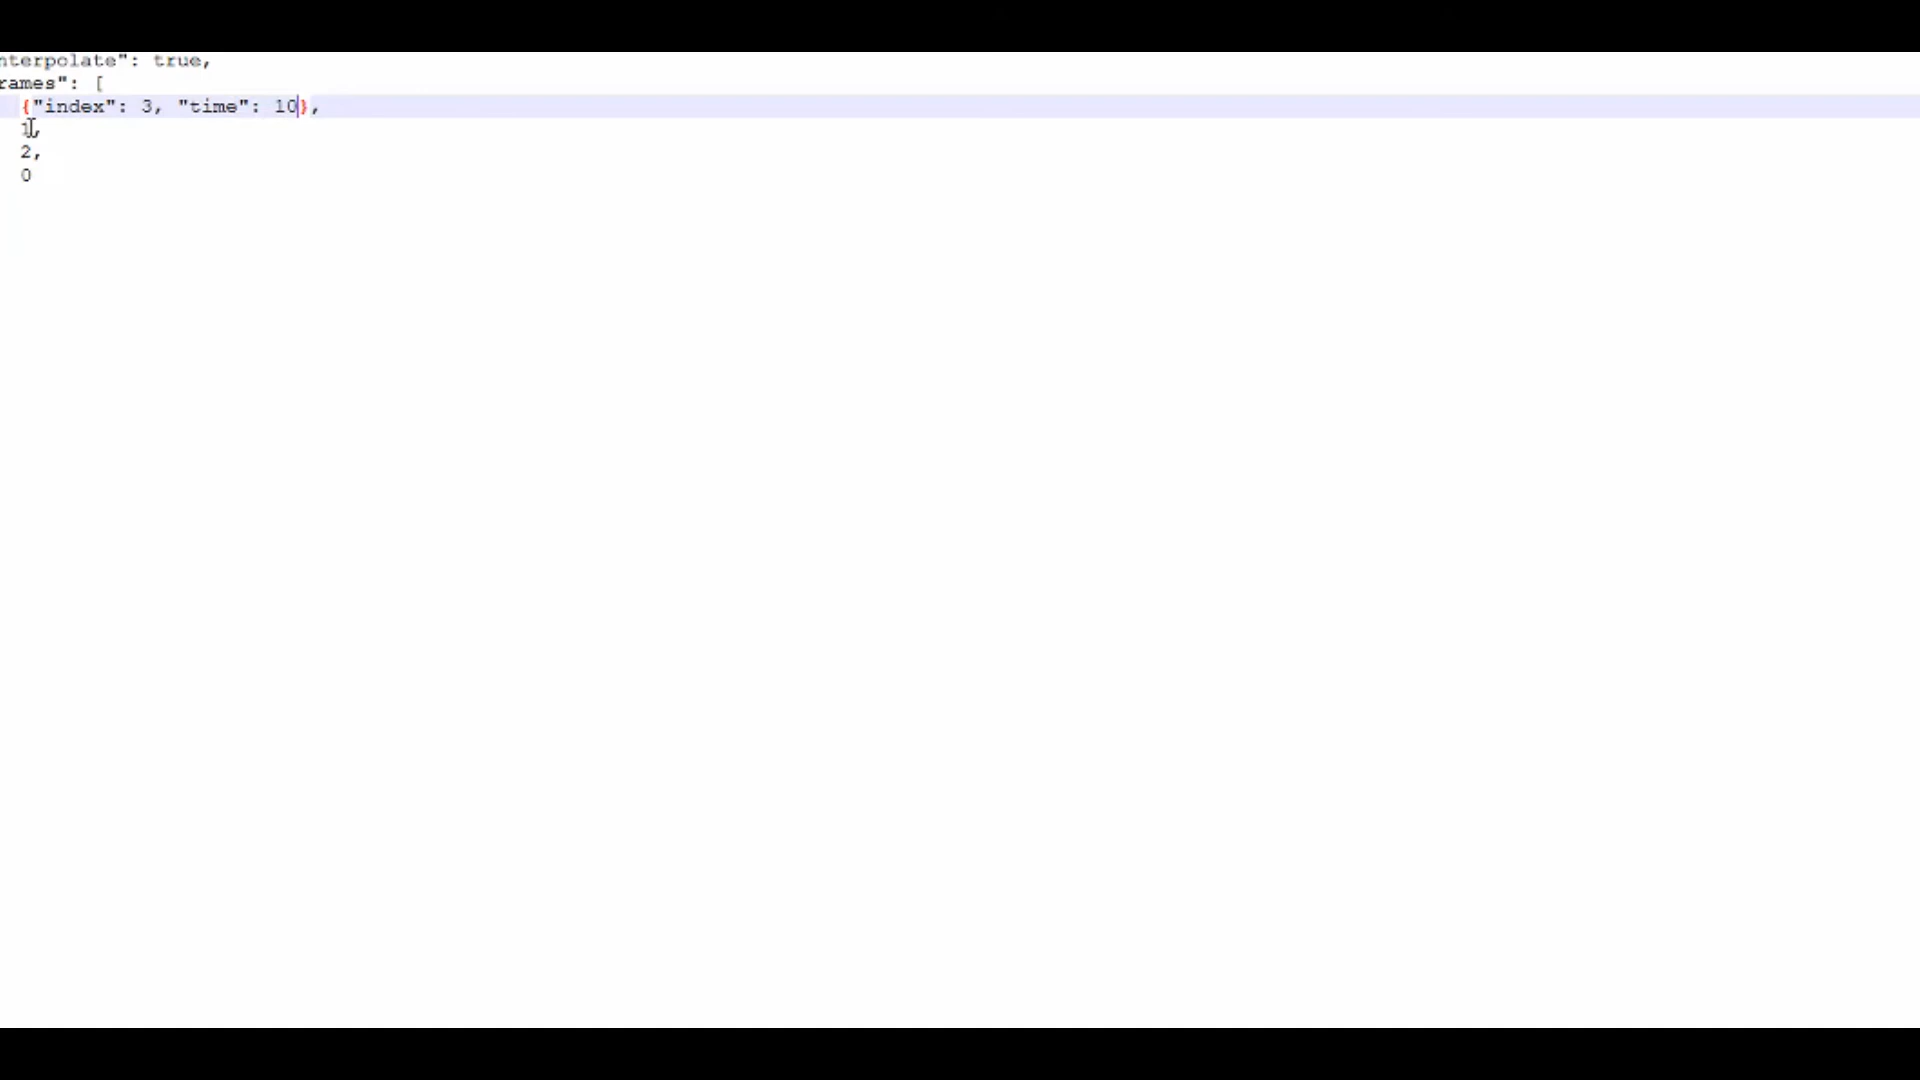 nterpolate": true,
rames": [
{"index": 3, "time": 10},
1,
2,
0